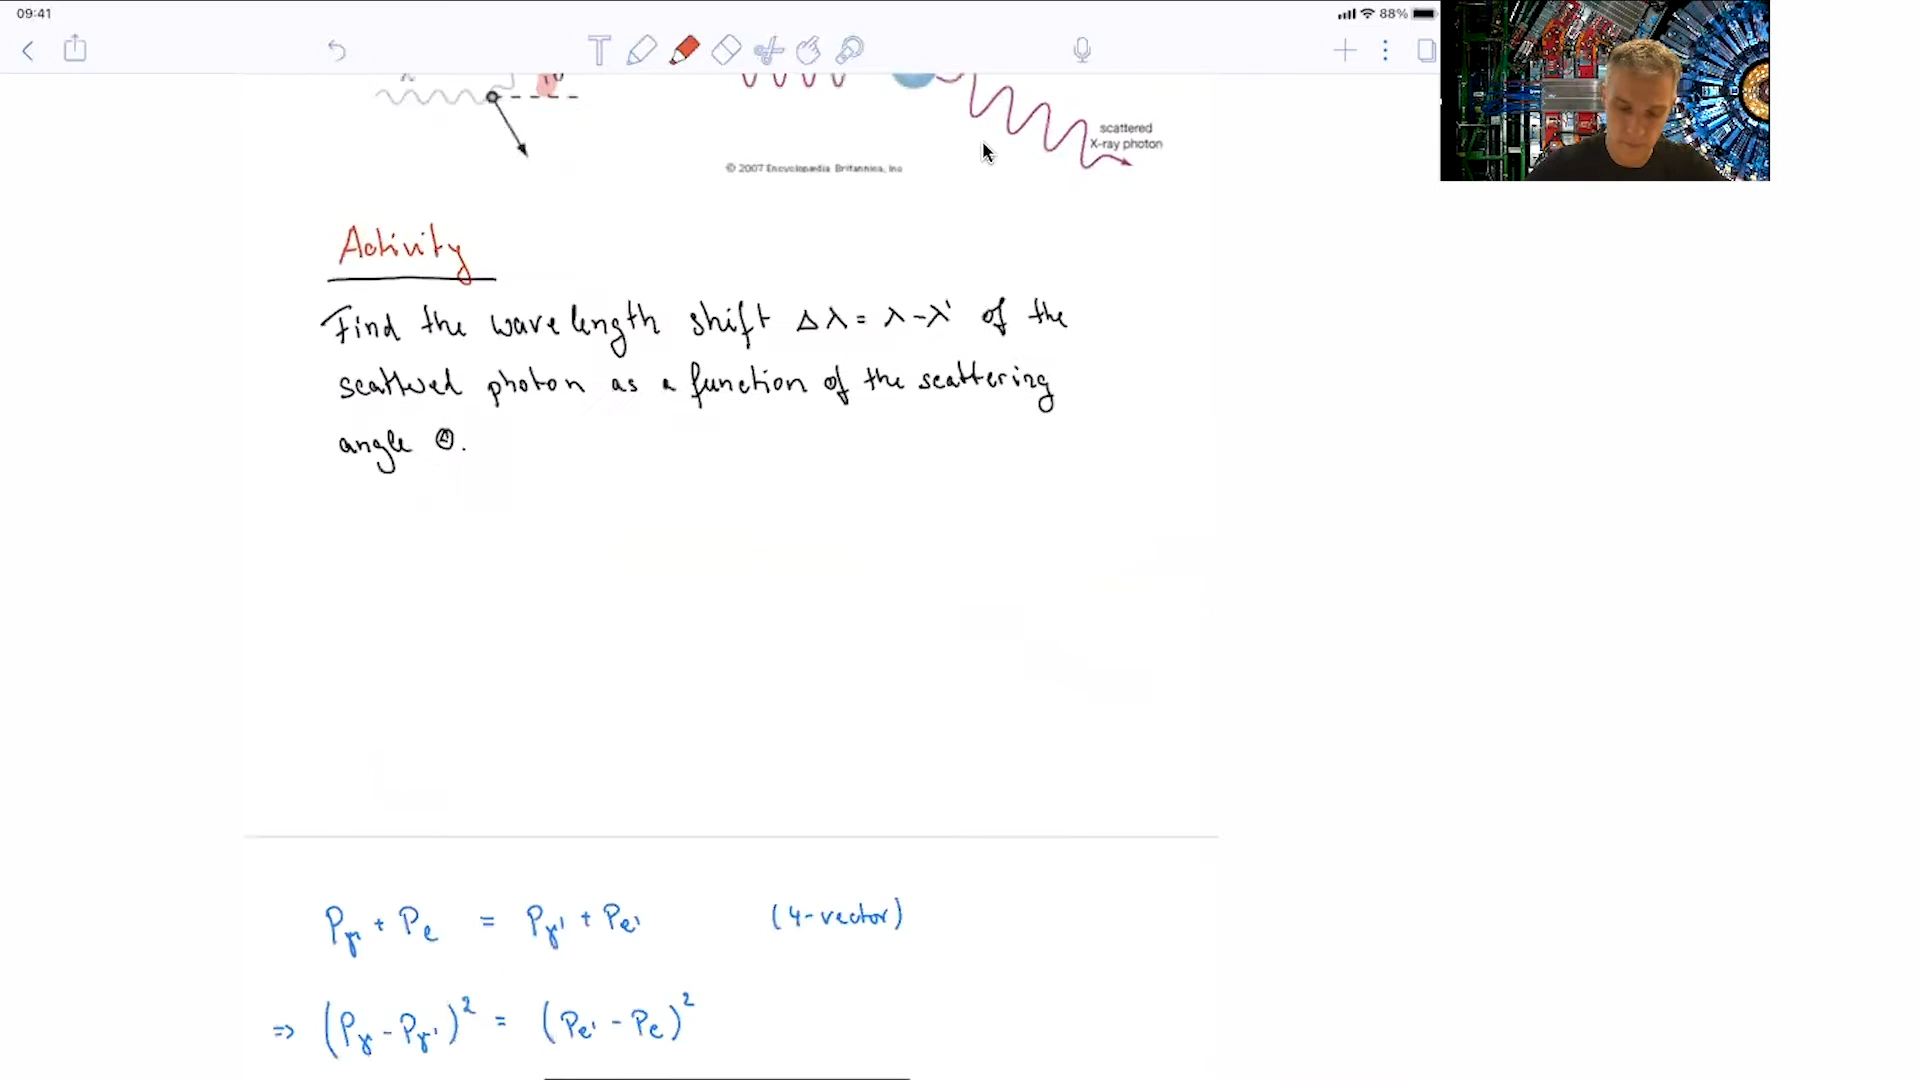 09:41
88%
scattered
X-ray photon
© 2007 Encyclopædia Britannica, Inc
Activity
Find the wavelength shift Δλ = λ - λ' of the
scattered photon as a function of the scattering
angle Θ.
Pγ + Pe = Pγ' + Pe' (4-vector)
=> (Pγ - Pγ')² = (Pe' - Pe)²